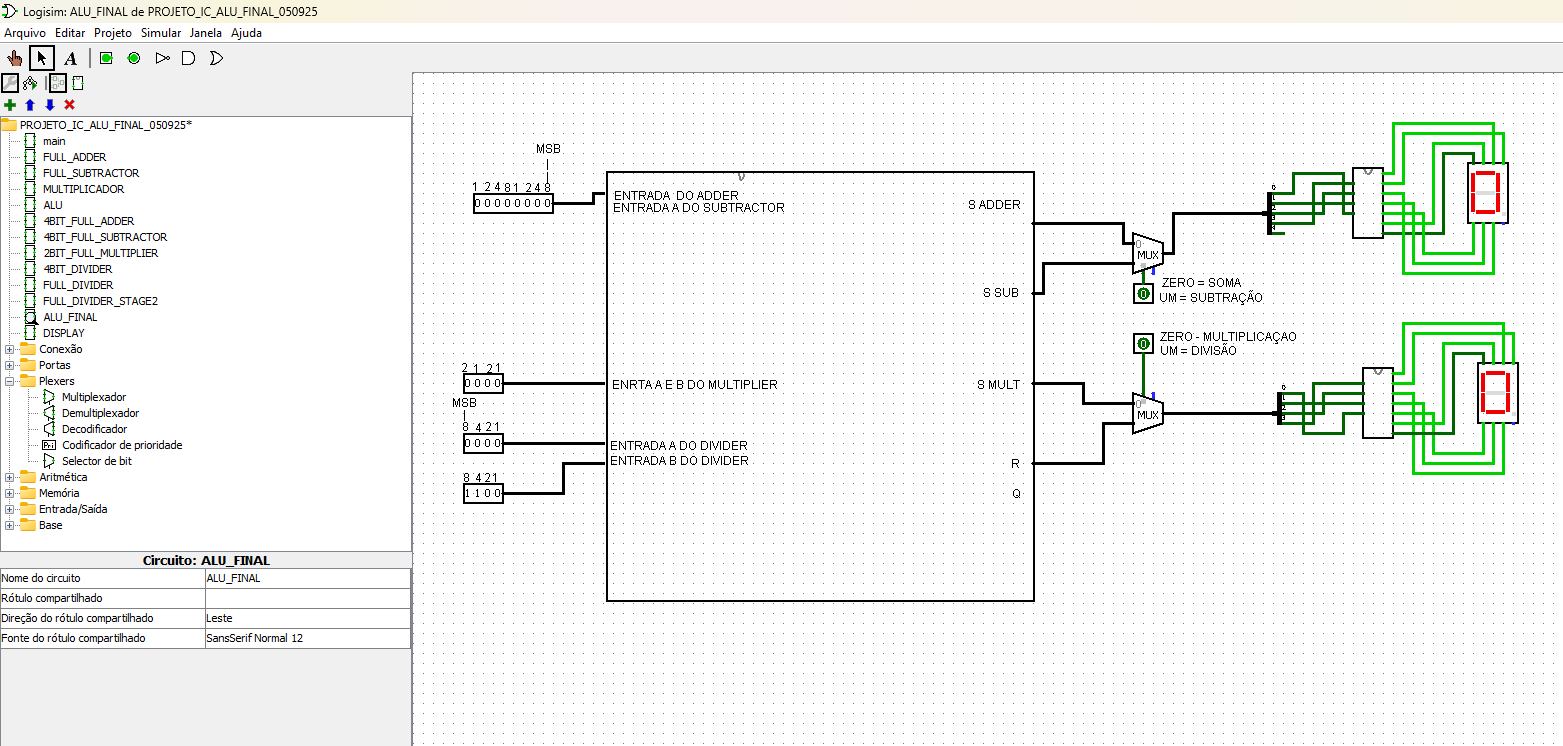 Logisim: ALU_FINAL de PROJETO_IC_ALU_FINAL_050925
Arquivo Editar Projeto Simular Janela Ajuda
A
PROJETO_IC_ALU_FINAL_050925*
main
FULL_ADDER
FULL_SUBTRACTOR
MULTIPLICADOR
ALU
4BIT_FULL_ADDER
4BIT_FULL_SUBTRACTOR
2BIT_FULL_MULTIPLIER
4BIT_DIVIDER
FULL_DIVIDER
FULL_DIVIDER_STAGE2
ALU_FINAL
DISPLAY
Conexão
Portas
Plexers
Multiplexador
Demultiplexador
Decodificador
Pri Codificador de prioridade
Selector de bit
Aritmética
Memória
Entrada/Saída
Base
Circuito: ALU_FINAL
Nome do circuito ALU_FINAL
Rótulo compartilhado
Direção do rótulo compartilhado Leste
Fonte do rótulo compartilhado SansSerif Normal 12
MSB
1 2 4 8 1 2 4 8
0 0 0 0 0 0 0 0
ENTRADA DO ADDER
ENTRADA A DO SUBTRACTOR
S ADDER
0
MUX
S SUB
0
ZERO = SOMA
UM = SUBTRAÇÃO
0
ZERO - MULTIPLICAÇAO
UM = DIVISÃO
2 1 2 1
0 0 0 0
ENRTA A E B DO MULTIPLIER
S MULT
0
MUX
MSB
8 4 2 1
0 0 0 0
ENTRADA A DO DIVIDER
ENTRADA B DO DIVIDER
R
8 4 2 1
1 1 0 0
Q
0
0